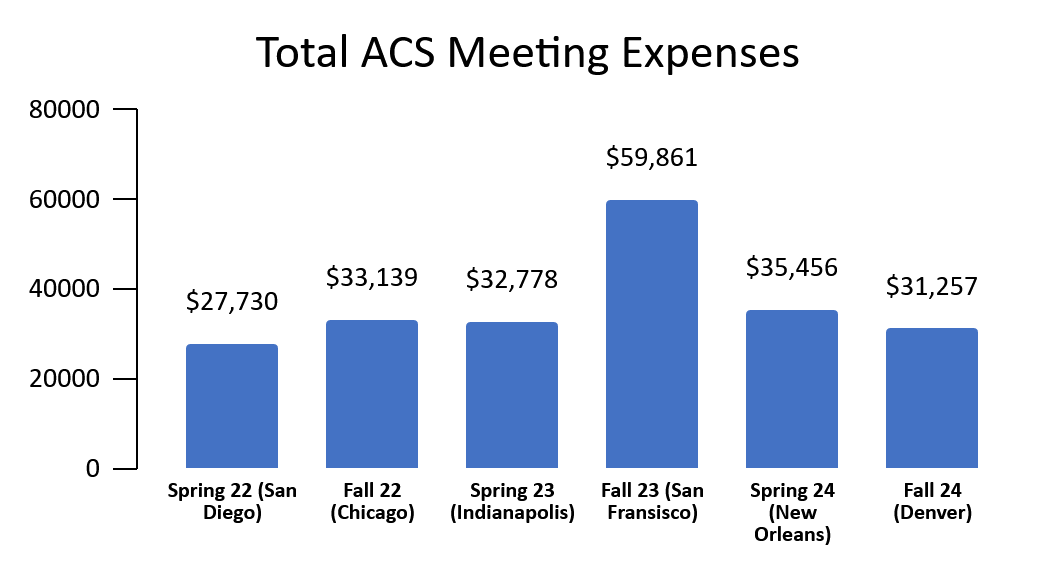 Total ACS Meeting Expenses
80000
60000
40000
20000
0
$27,730
$33,139
$32,778
$59,861
$35,456
$31,257
Spring 22 (San
Diego)
Fall 22
(Chicago)
Spring 23
(Indianapolis)
Fall 23 (San
Fransisco)
Spring 24
(New
Orleans)
Fall 24
(Denver)